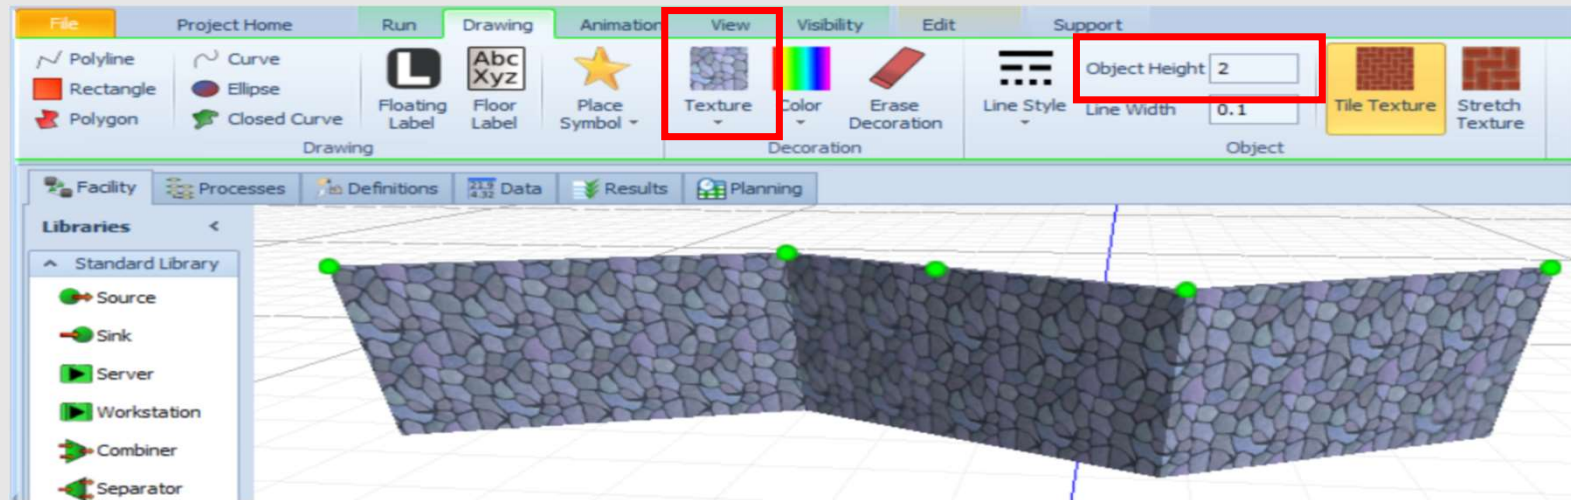 File Project Home Run Drawing Animation View Visibility Edit Support
Polyline
Rectangle
Polygon
Curve
Ellipse
Closed Curve
Drawing
Floating
Label
Abc
Xyz
Floor
Label
Place
Symbol
Texture
Color
Erase
Decoration
Decoration
Line Style
Object Height 2
Line Width 0.1
Tile Texture
Stretch
Texture
Object
Facility Processes Definitions Data Results Planning
Libraries
Standard Library
Source
Sink
Server
Workstation
Combiner
Separator